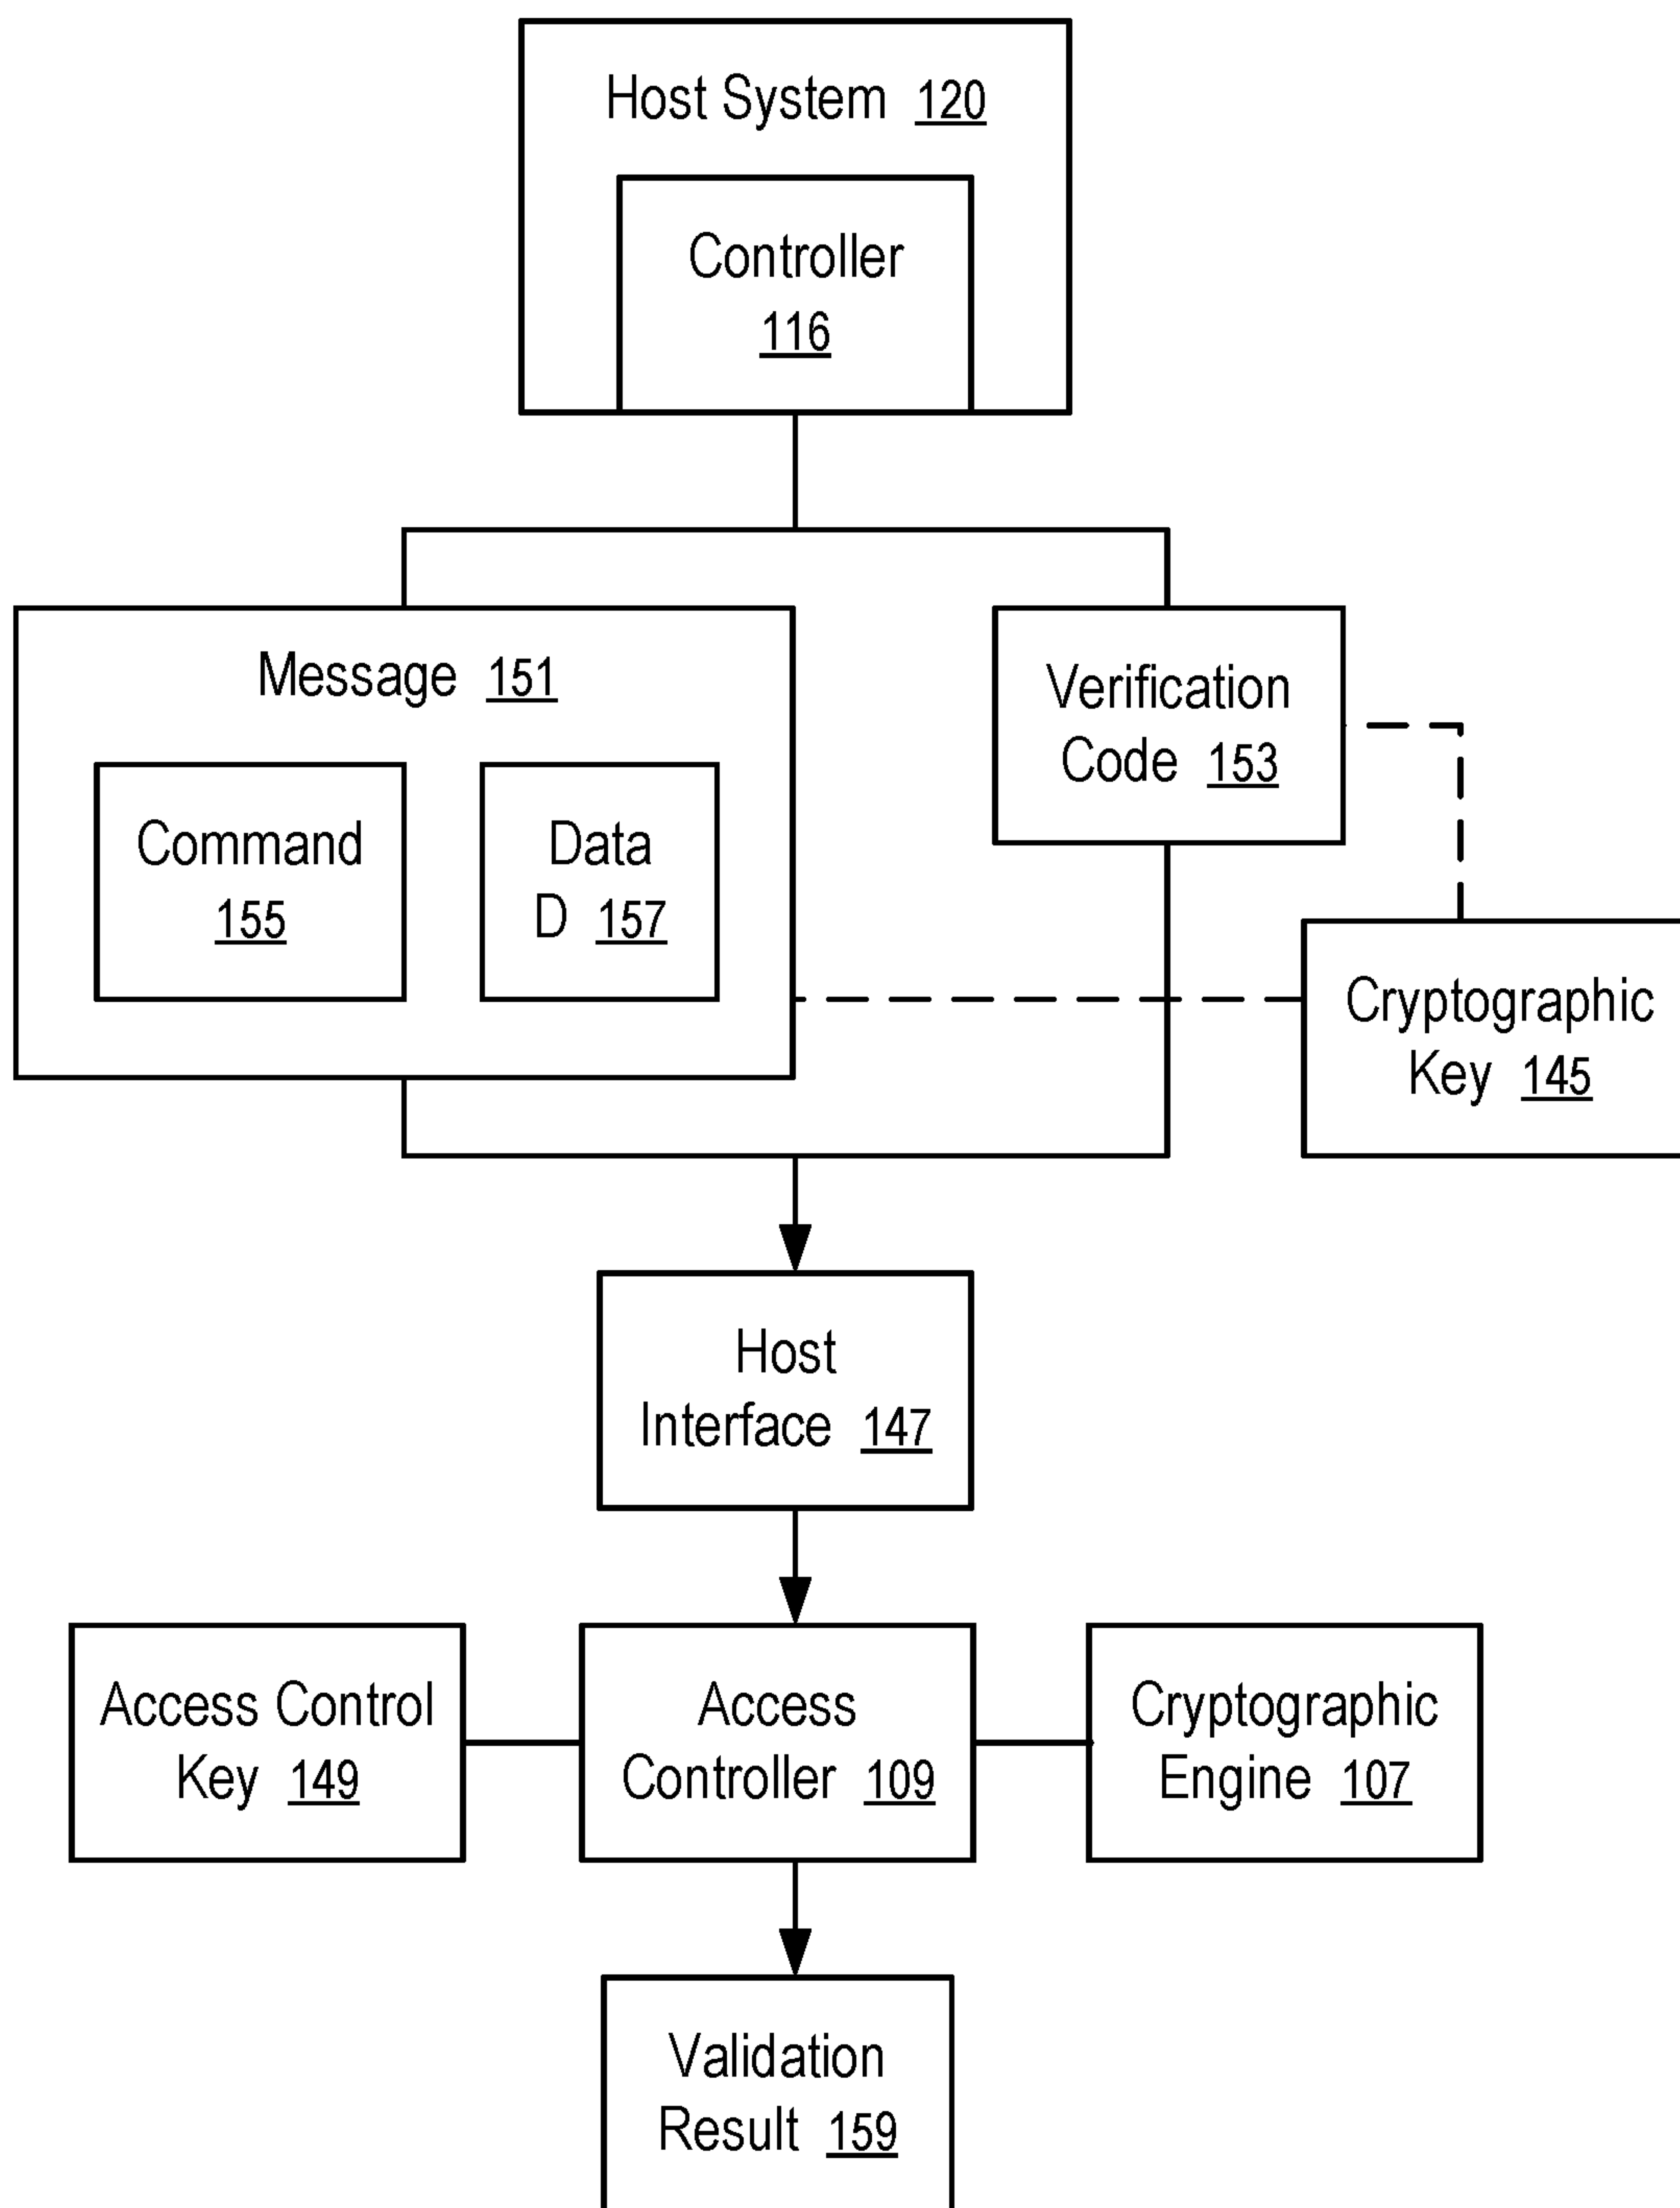 Host System 120
Controller
116
Message 151
Verification
Code 153
Command
155
Data
D 157
Cryptographic
Key 145
Host
Interface 147
Access Control
Key 149
Access
Controller 109
Cryptographic
Engine 107
Validation
Result 159